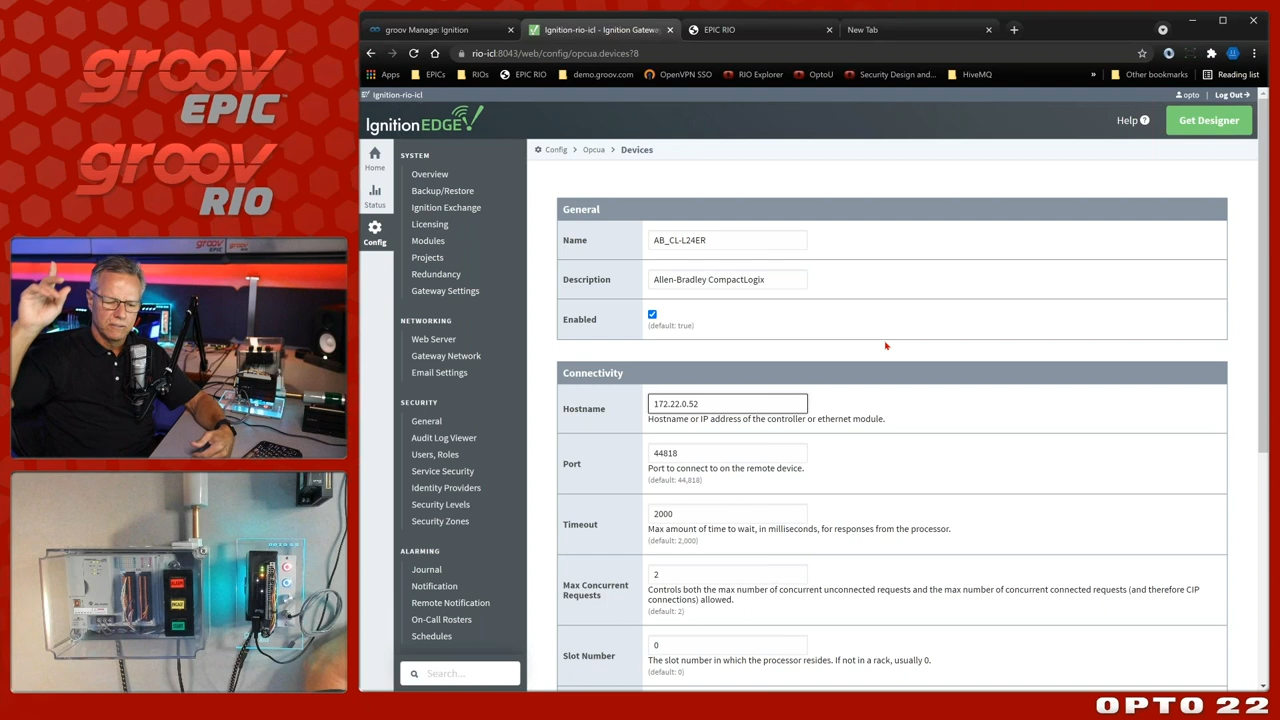 groov
EPIC™
groov
RIO
groov Manage: Ignition
Ignition-rio-icl - Ignition Gatewa
EPIC RIO
New Tab
rio-icl:8043/web/config/opcua.devices?8
Apps
EPICs
RIOs
EPIC RIO
demo.groov.com
OpenVPN SSO
RIO Explorer
OptoU
Security Design and...
HiveMQ
»
Other bookmarks
Reading list
Ignition-rio-icl
opto | Log Out
Ignition EDGE!
Help
Get Designer
Home
Status
Config
SYSTEM
Overview
Backup/Restore
Ignition Exchange
Licensing
Modules
Projects
Redundancy
Gateway Settings
NETWORKING
Web Server
Gateway Network
Email Settings
SECURITY
General
Audit Log Viewer
Users, Roles
Service Security
Identity Providers
Security Levels
Security Zones
ALARMING
Journal
Notification
Remote Notification
On-Call Rosters
Schedules
Search...
Config > Opcua > Devices
General
Name
AB_CL-L24ER
Description
Allen-Bradley CompactLogix
Enabled
(default: true)
Connectivity
Hostname
172.22.0.52
Hostname or IP address of the controller or ethernet module.
Port
44818
Port to connect to on the remote device.
(default: 44,818)
Timeout
2000
Max amount of time to wait, in milliseconds, for responses from the processor.
(default: 2,000)
Max Concurrent
Requests
2
Controls both the max number of concurrent unconnected requests and the max number of concurrent connected requests (and therefore CIP
connections) allowed.
(default: 2)
Slot Number
0
The slot number in which the processor resides. If not in a rack, usually 0.
(default: 0)
OPTO 22